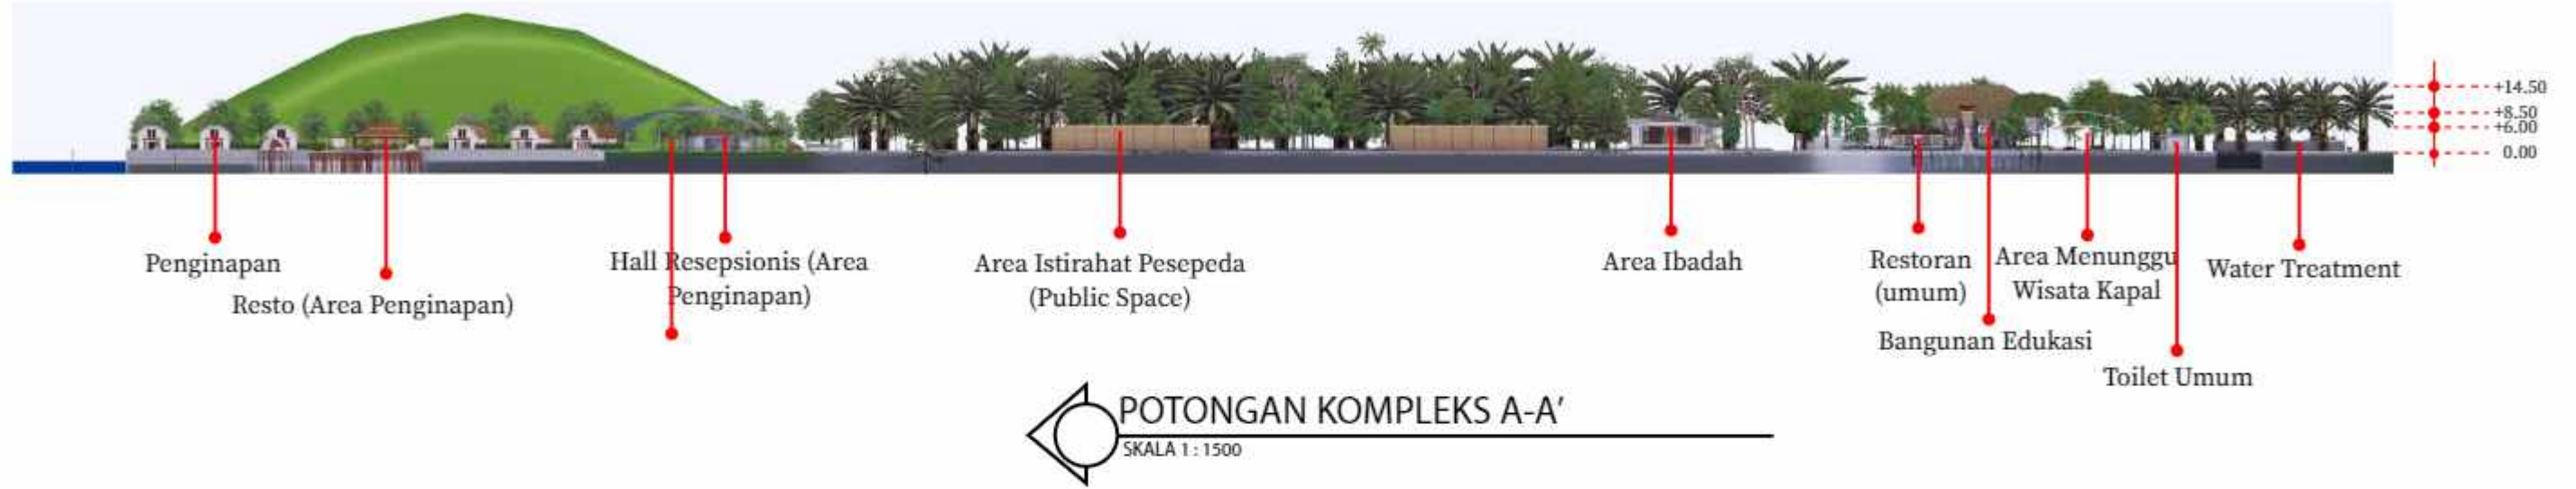 +14.50
+8.50
+6.00
0.00
Penginapan
Resto (Area Penginapan)
Hall Resepsionis (Area
Penginapan)
Area Istirahat Pesepeda
(Public Space)
Area Ibadah
Restoran
(umum)
Bangunan Edukasi
Area Menunggu
Wisata Kapal
Toilet Umum
Water Treatment
POTONGAN KOMPLEKS A-A'
SKALA 1 : 1500